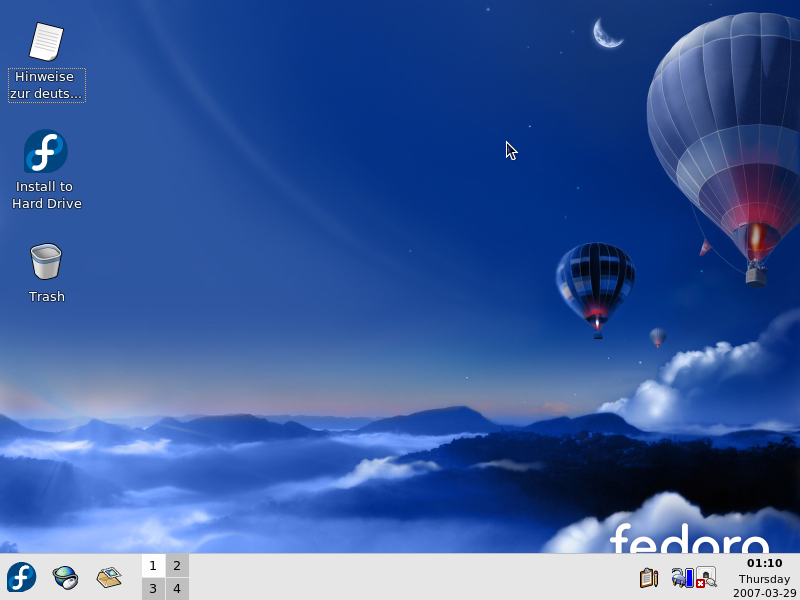 Hinweise
zur deuts...
Install to
Hard Drive
Trash
fedora
1 2
3 4
01:10
Thursday
2007-03-29